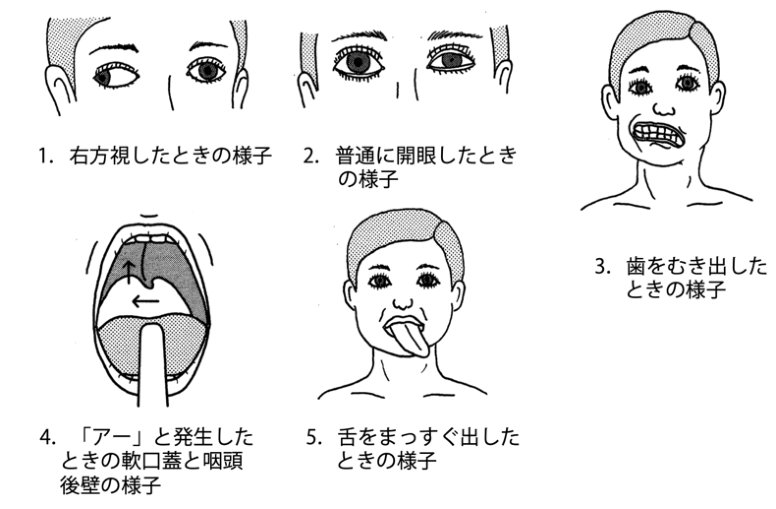 1. 右方視したときの様子
2. 普通に開眼したとき
の様子
3. 歯をむき出した
ときの様子
4. 「アー」と発生した
ときの軟口蓋と咽頭
後壁の様子
5. 舌をまっすぐ出した
ときの様子